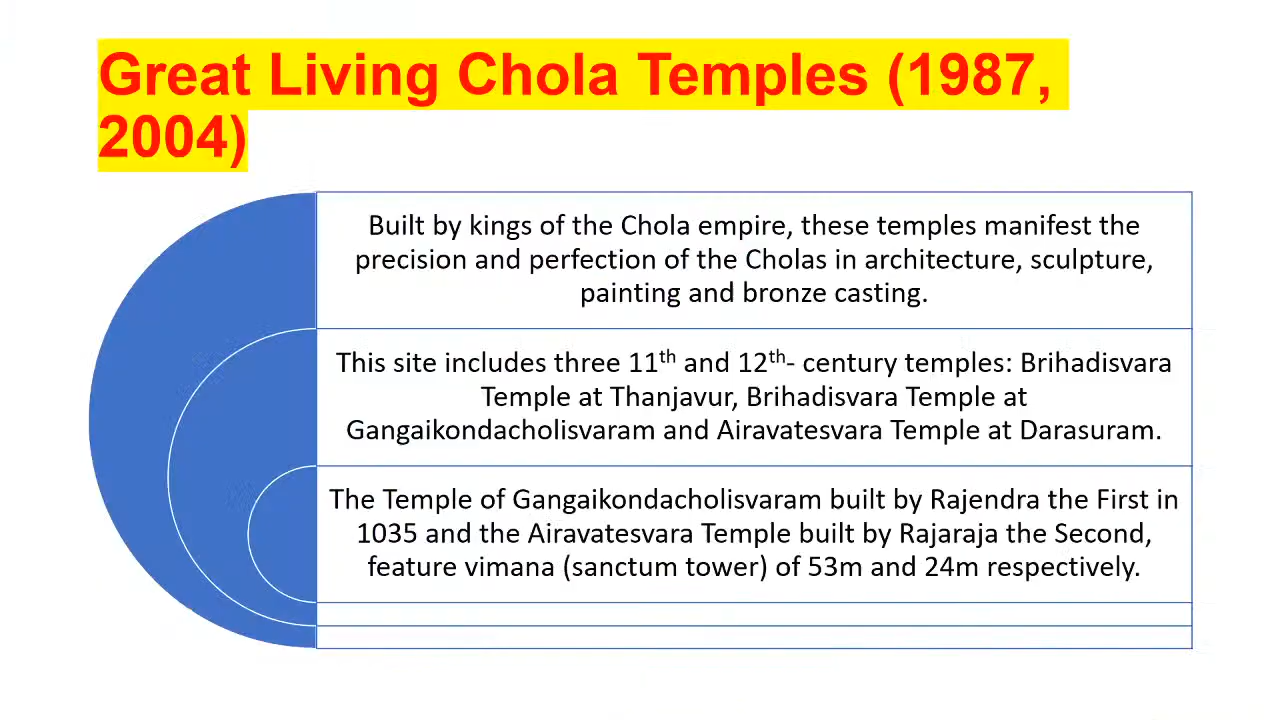 Great Living Chola Temples (1987,
2004)
Built by kings of the Chola empire, these temples manifest the
precision and perfection of the Cholas in architecture, sculpture,
painting and bronze casting.
This site includes three 11th and 12th- century temples: Brihadisvara
Temple at Thanjavur, Brihadisvara Temple at
Gangaikondacholisvaram and Airavatesvara Temple at Darasuram.
The Temple of Gangaikondacholisvaram built by Rajendra the First in
1035 and the Airavatesvara Temple built by Rajaraja the Second,
feature vimana (sanctum tower) of 53m and 24m respectively.